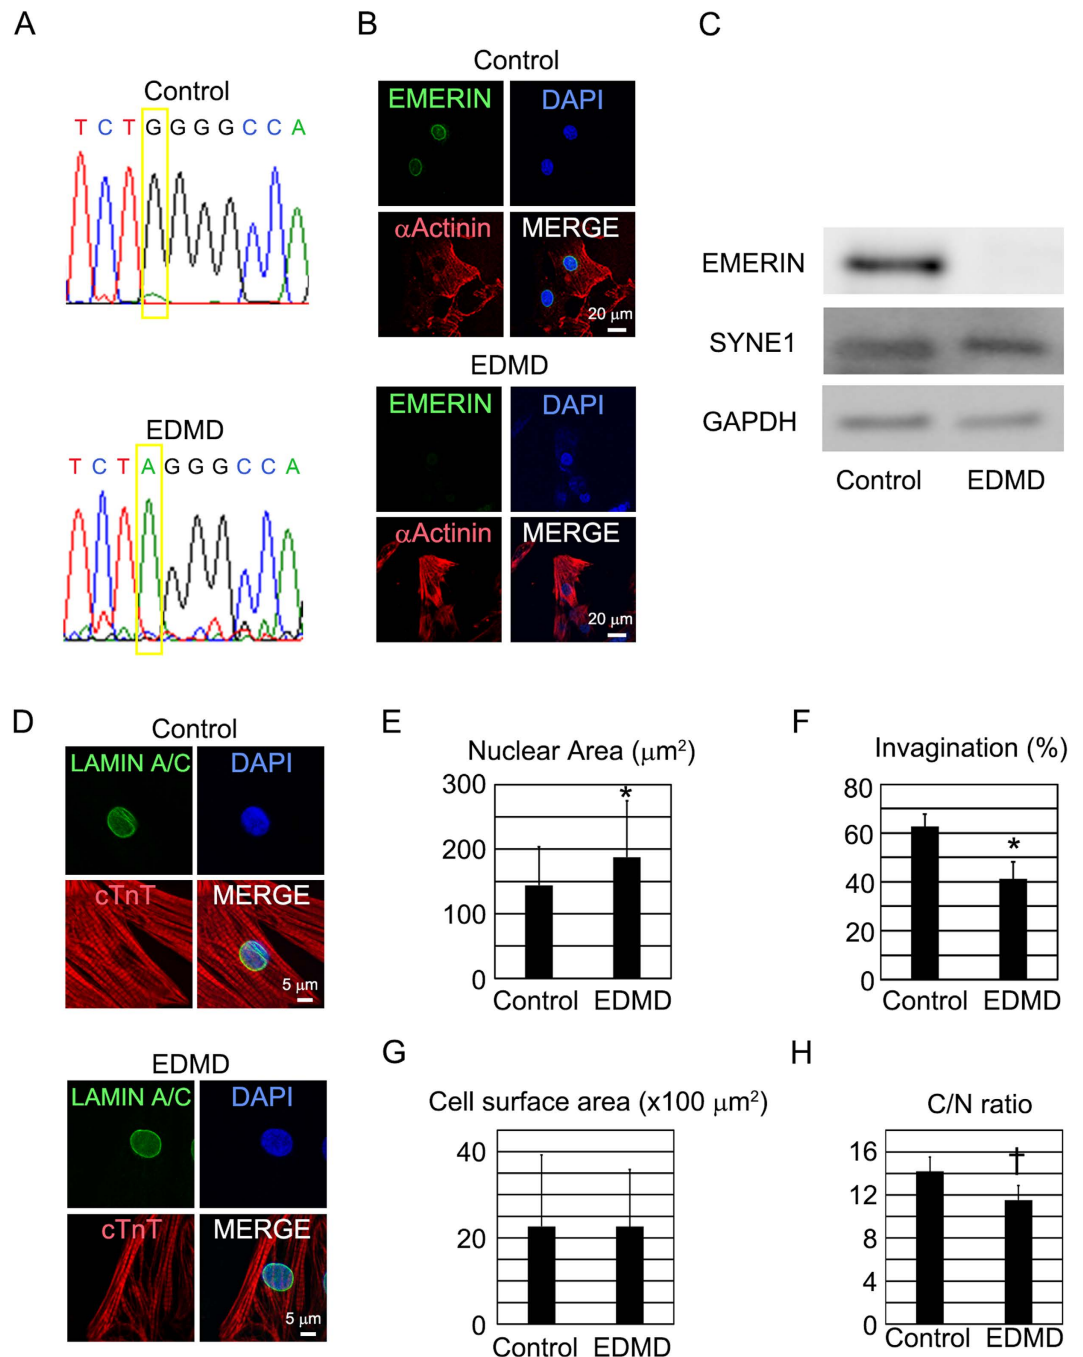 A
Control
T C T G G G G C C A
EDMD
T C T A G G G C C A
B
Control
EMERIN
DAPI
αActinin
MERGE
20 μm
EDMD
EMERIN
DAPI
αActinin
MERGE
20 μm
C
EMERIN
SYNE1
GAPDH
Control EDMD
D
Control
LAMIN A/C
DAPI
cTnT
MERGE
5 μm
EDMD
LAMIN A/C
DAPI
cTnT
MERGE
5 μm
E
Nuclear Area (μm²)
300
200
100
0
*
Control EDMD
F
Invagination (%)
80
60
40
20
0
*
Control EDMD
G
Cell surface area (x100 μm²)
40
20
0
Control EDMD
H
C/N ratio
16
12
8
4
0
†
Control EDMD